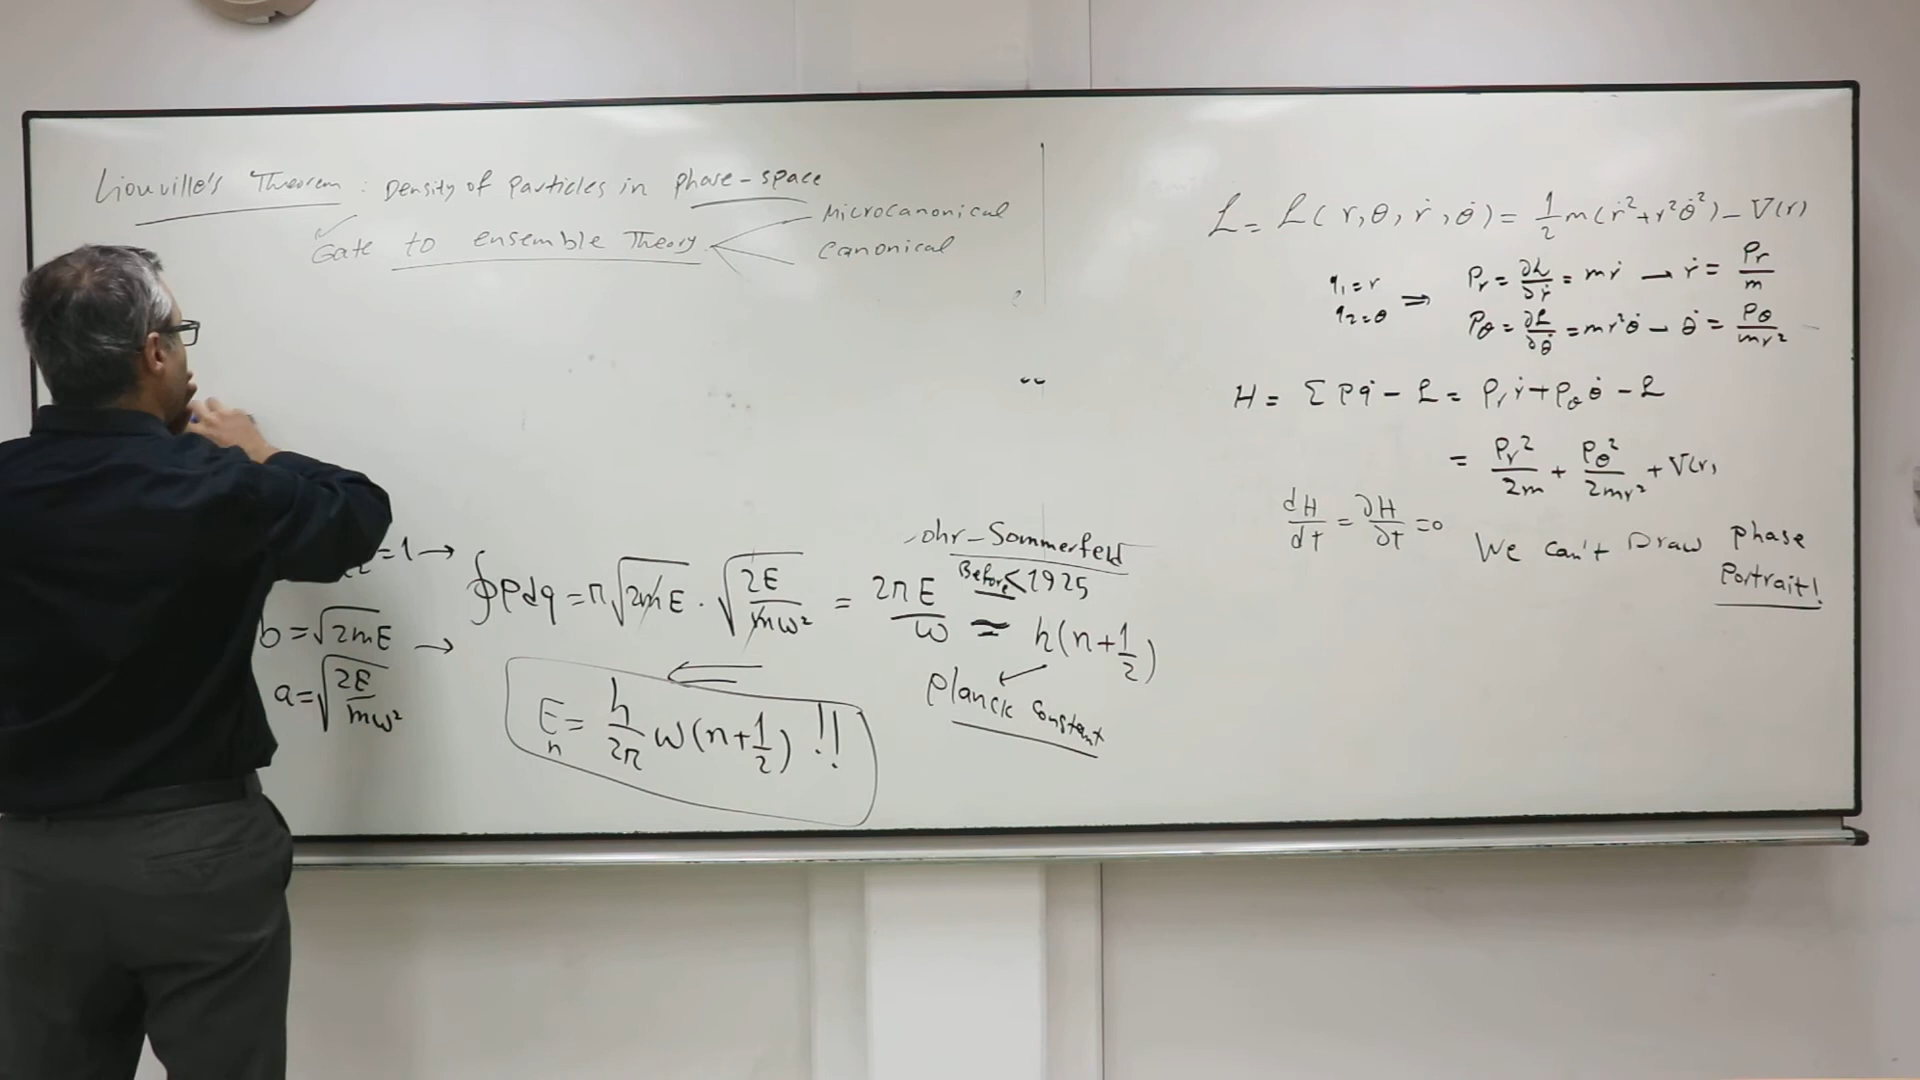 Liouville's Theorem: Density of Particles in phase-space
Gate to ensemble Theory
Microcanonical
Canonical
=1 →
b = √(2mE) →
a = √(2E/mω²)
∮pdq = π√(2mE) · √(2E/mω²) = 2πE/ω ≈ h(n+1/2)
ohr-Sommerfeld
Before < 1925
Planck Constant
E_n = h/2π ω(n+1/2) !!
L = L(r,θ,ṙ,θ̇) = 1/2 m(ṙ²+r²θ̇²) - V(r)
q₁=r
q₂=θ
⇒
P_r = ∂L/∂ṙ = mṙ → ṙ = P_r/m
P_θ = ∂L/∂θ̇ = mr²θ̇ - θ̇ = P_θ/mr²
H = Σ Pq̇ - L = P_r ṙ + P_θ θ̇ - L
= P_r²/2m + P_θ²/2mr² + V(r)
dH/dt = ∂H/∂t = 0
We can't Draw phase
Portrait!